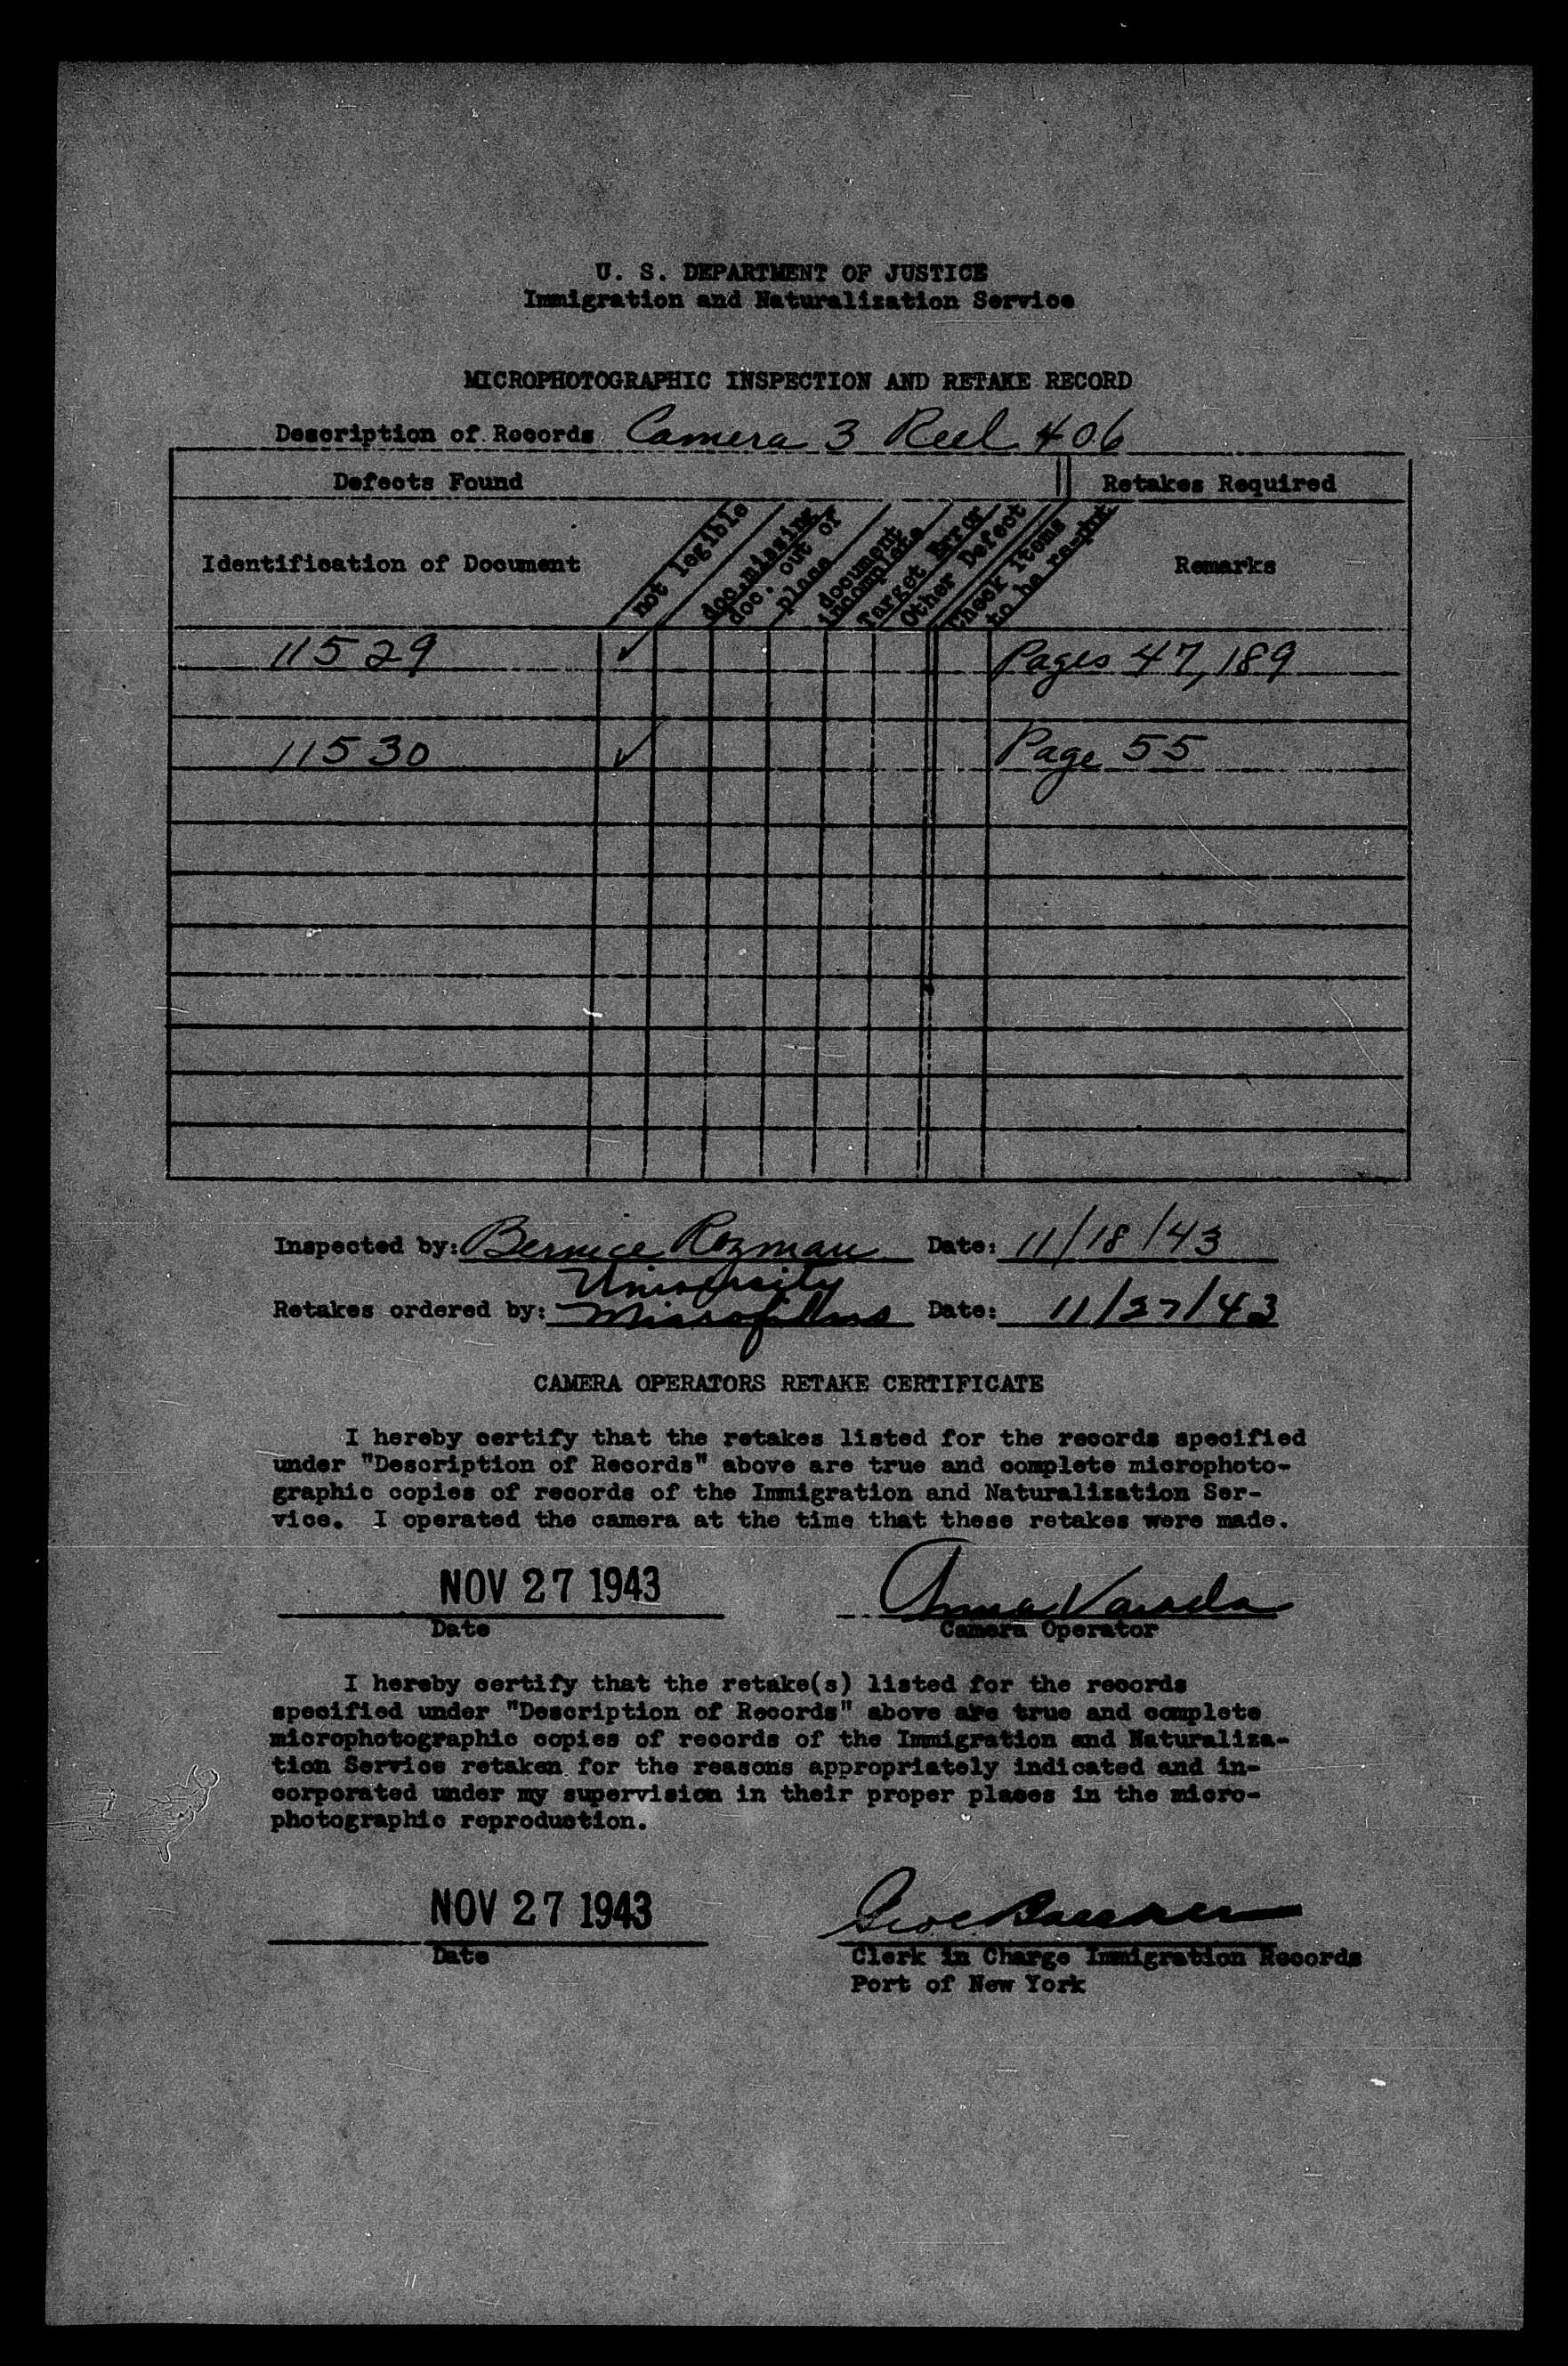 U. S. DEPARTMENT OF JUSTICE
Immigration and Naturalization Service
MICROPHOTOGRAPHIC INSPECTION AND RETAKE RECORD
Description of Records Camera 3 Reel 406
Defects Found
Retakes Required
Identification of Document
not legible
doc. missing
doc. out of
place
document
incomplete
Target Error
Other Defect
Check items
to be re-phot
Remarks
11529 ✓ Pages 47, 189
11530 ✓ Page 55
Inspected by: Bernice Rozman Date: 11/18/43
University
Retakes ordered by: Microfilms Date: 11/27/43
CAMERA OPERATORS RETAKE CERTIFICATE
I hereby certify that the retakes listed for the records specified
under "Description of Records" above are true and complete microphoto-
graphic copies of records of the Immigration and Naturalization Ser-
vice. I operated the camera at the time that these retakes were made.
NOV 27 1943
Date
Anna
Camera Operator
I hereby certify that the retake(s) listed for the records
specified under "Description of Records" above are true and complete
microphotographic copies of records of the Immigration and Naturaliza-
tion Service retaken for the reasons appropriately indicated and in-
corporated under my supervision in their proper places in the micro-
photographic reproduction.
NOV 27 1943
Date
Clerk in Charge Immigration Records
Port of New York